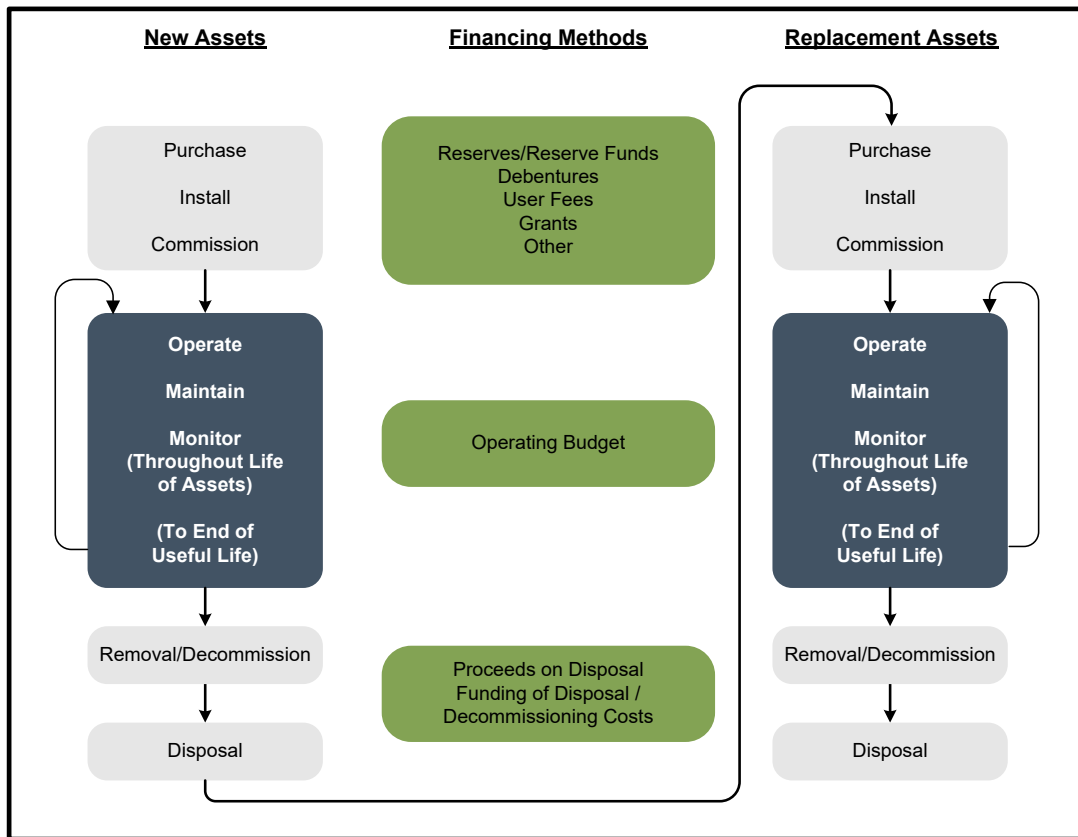 New Assets
Financing Methods
Replacement Assets
Purchase
Install
Commission
Operate
Maintain
Monitor
(Throughout Life
of Assets)
(To End of
Useful Life)
Removal/Decommission
Disposal
Reserves/Reserve Funds
Debentures
User Fees
Grants
Other
Operating Budget
Proceeds on Disposal
Funding of Disposal /
Decommissioning Costs
Purchase
Install
Commission
Operate
Maintain
Monitor
(Throughout Life
of Assets)
(To End of
Useful Life)
Removal/Decommission
Disposal